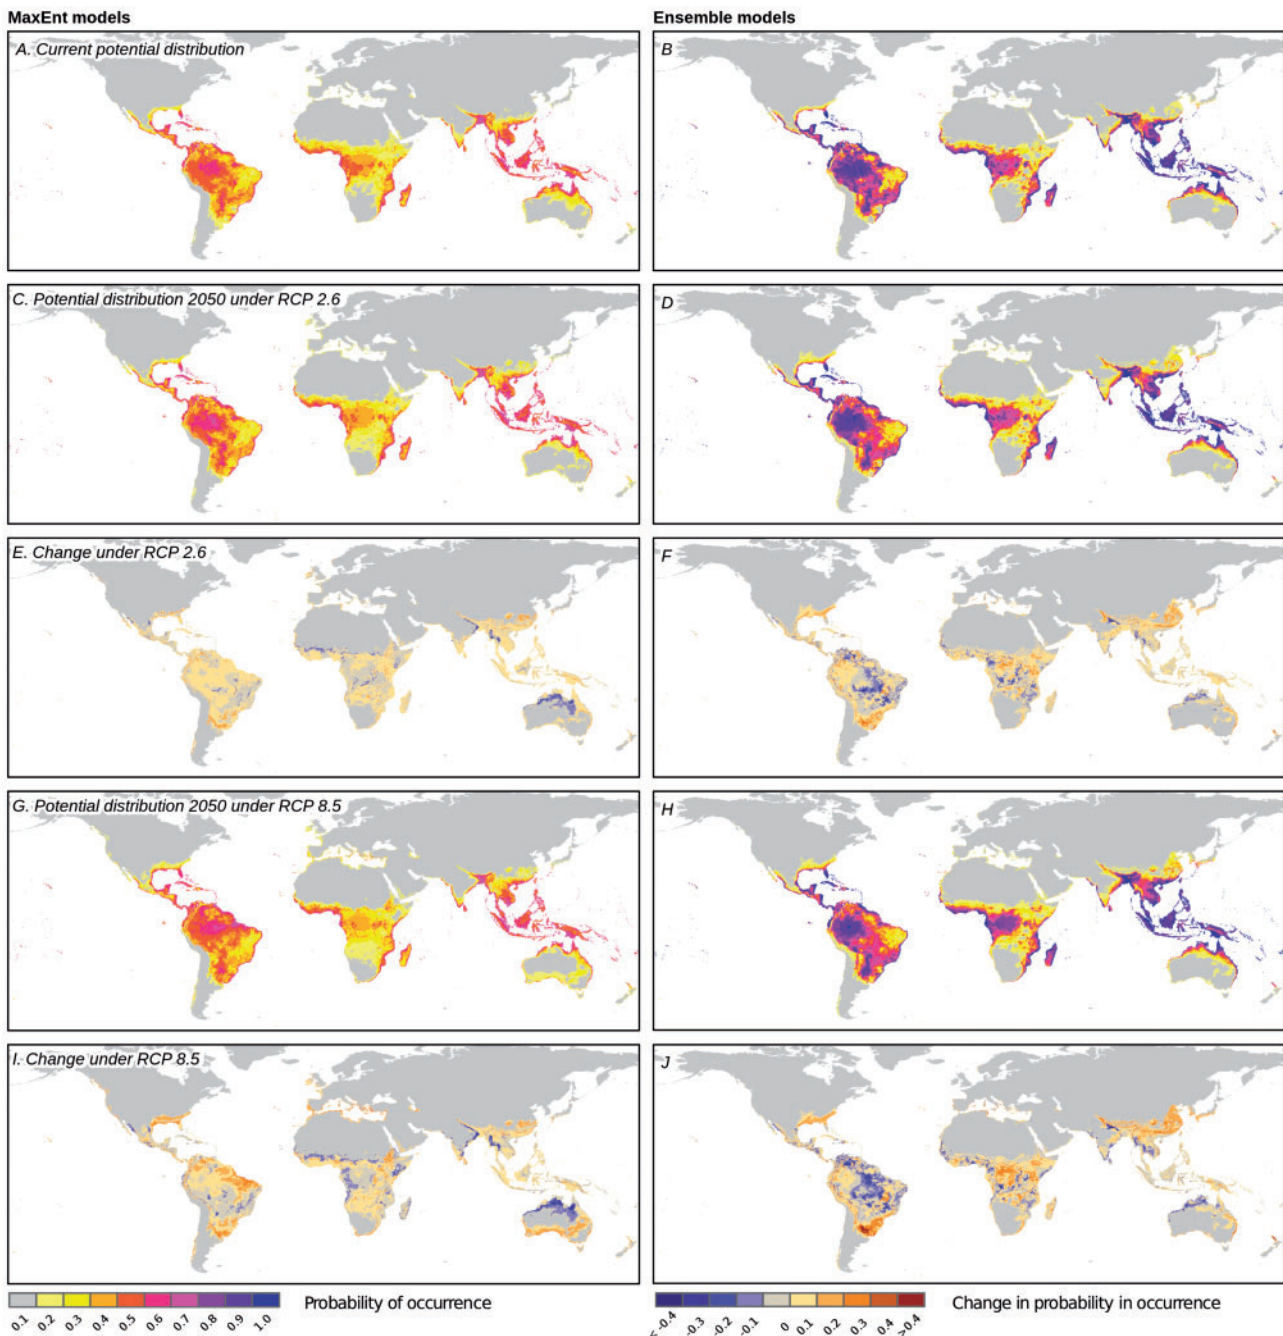 MaxEnt models
Ensemble models
A. Current potential distribution
B
C. Potential distribution 2050 under RCP 2.6
D
E. Change under RCP 2.6
F
G. Potential distribution 2050 under RCP 8.5
H
I. Change under RCP 8.5
J
0.1 0.2 0.3 0.4 0.5 0.6 0.7 0.8 0.9 1.0
Probability of occurrence
< -0.4 -0.3 -0.2 -0.1 0 0.1 0.2 0.3 0.4 >0.4
Change in probability in occurrence